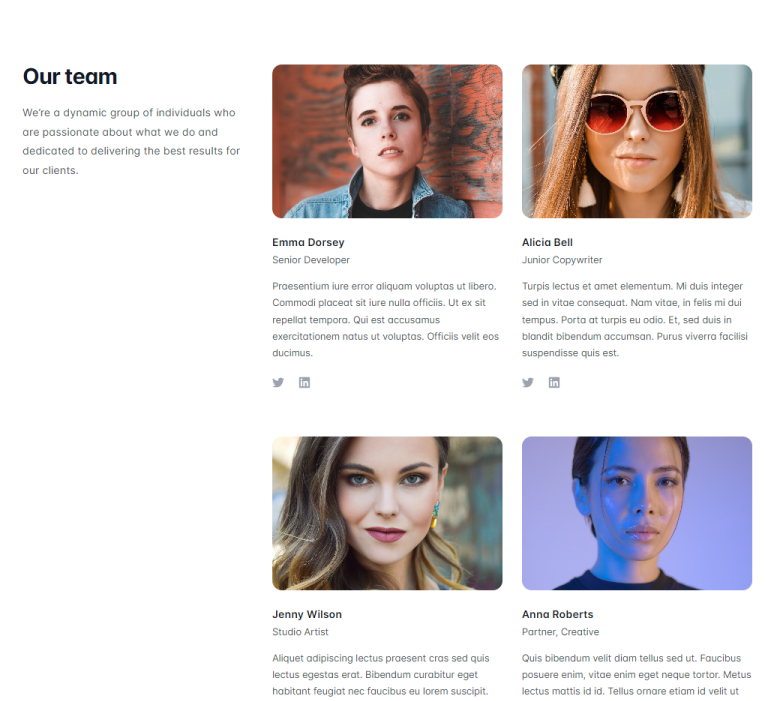 Our team
We're a dynamic group of individuals who
are passionate about what we do and
dedicated to delivering the best results for
our clients.
Emma Dorsey
Senior Developer
Praesentium iure error aliquam voluptas ut libero.
Commodi placeat sit iure nulla officiis. Ut ex sit
repellat tempora. Qui est accusamus
exercitationem natus ut voluptas. Officiis velit eos
ducimus.
Alicia Bell
Junior Copywriter
Turpis lectus et amet elementum. Mi duis integer
sed in vitae consequat. Nam vitae, in felis mi dui
tempus. Porta at turpis eu odio. Et, sed duis in
blandit bibendum accumsan. Purus viverra facilisi
suspendisse quis est.
Jenny Wilson
Studio Artist
Aliquet adipiscing lectus praesent cras sed quis
lectus egestas erat. Bibendum curabitur eget
habitant feugiat nec faucibus eu lorem suscipit.
Anna Roberts
Partner, Creative
Quis bibendum velit diam tellus sed ut. Faucibus
posuere enim, vitae enim eget neque tortor. Metus
lectus mattis id id. Tellus ornare etiam id velit ut